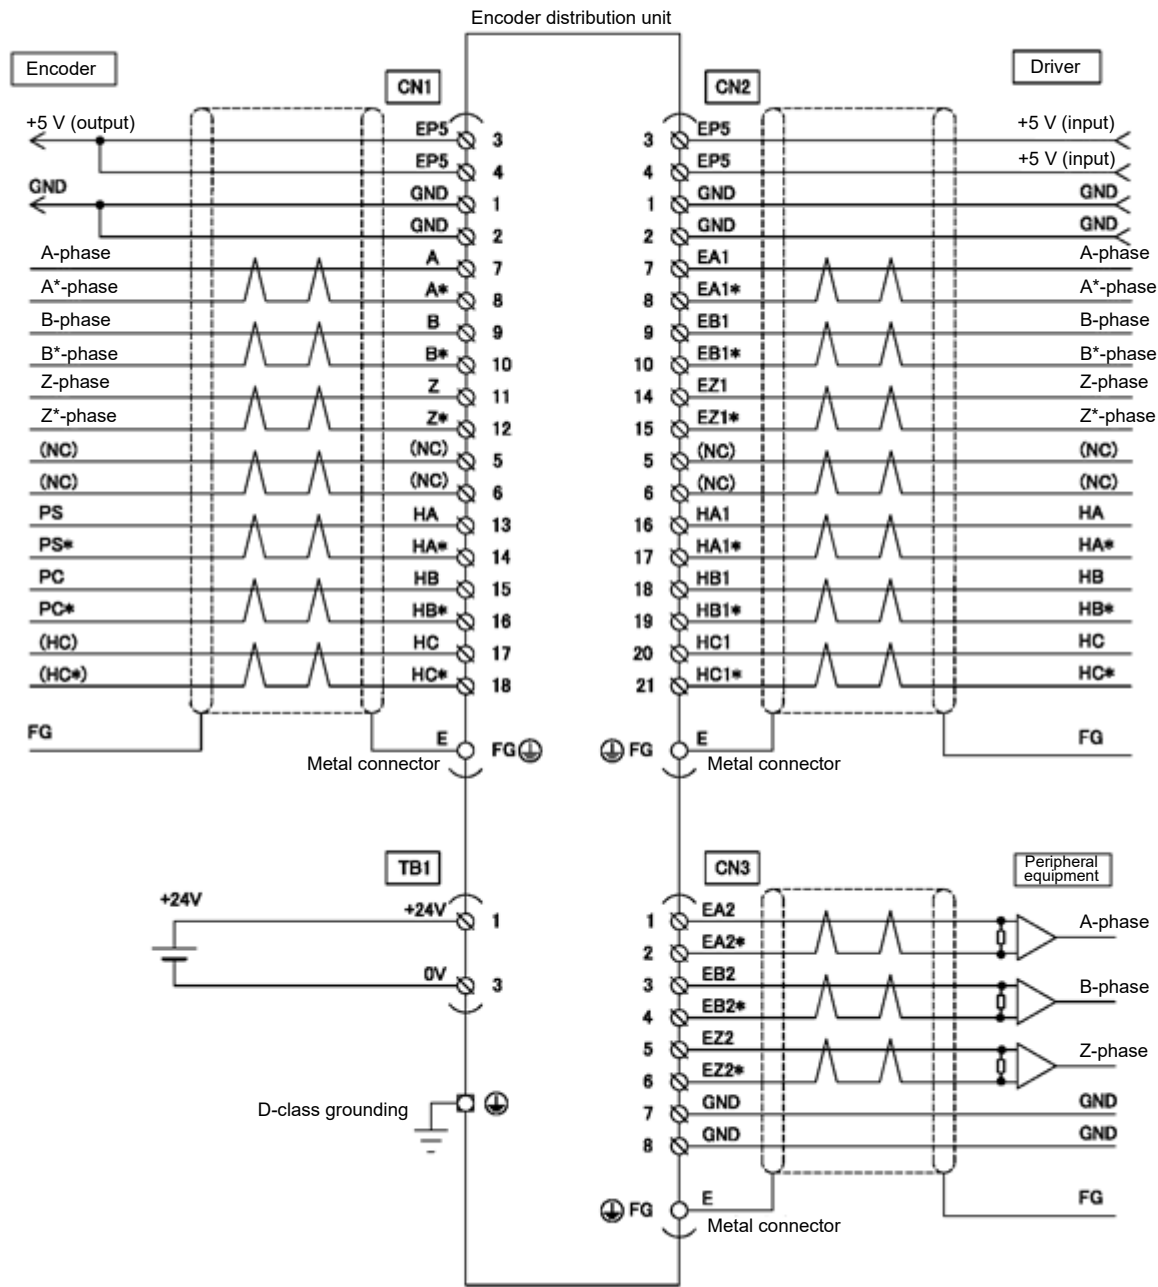 Encoder distribution unit
Encoder
CN1
CN2
Driver
+5 V (output)
EP5
3
3
EP5
+5 V (input)
EP5
4
4
EP5
+5 V (input)
GND
GND
1
1
GND
GND
GND
2
2
GND
GND
A-phase
A
7
7
EA1
A-phase
A*-phase
A*
8
8
EA1*
A*-phase
B-phase
B
9
9
EB1
B-phase
B*-phase
B*
10
10
EB1*
B*-phase
Z-phase
Z
11
14
EZ1
Z-phase
Z*-phase
Z*
12
15
EZ1*
Z*-phase
(NC)
(NC)
5
5
(NC)
(NC)
(NC)
(NC)
6
6
(NC)
(NC)
PS
HA
13
16
HA1
HA
PS*
HA*
14
17
HA1*
HA*
PC
HB
15
18
HB1
HB
PC*
HB*
16
19
HB1*
HB*
(HC)
HC
17
20
HC1
HC
(HC*)
HC*
18
21
HC1*
HC*
FG
E
FG
FG
E
FG
Metal connector
Metal connector
TB1
CN3
Peripheral
equipment
+24V
+24V
1
1
EA2
A-phase
2
EA2*
0V
3
3
EB2
B-phase
4
EB2*
5
EZ2
Z-phase
6
EZ2*
D-class grounding
7
GND
GND
8
GND
GND
FG
E
FG
Metal connector